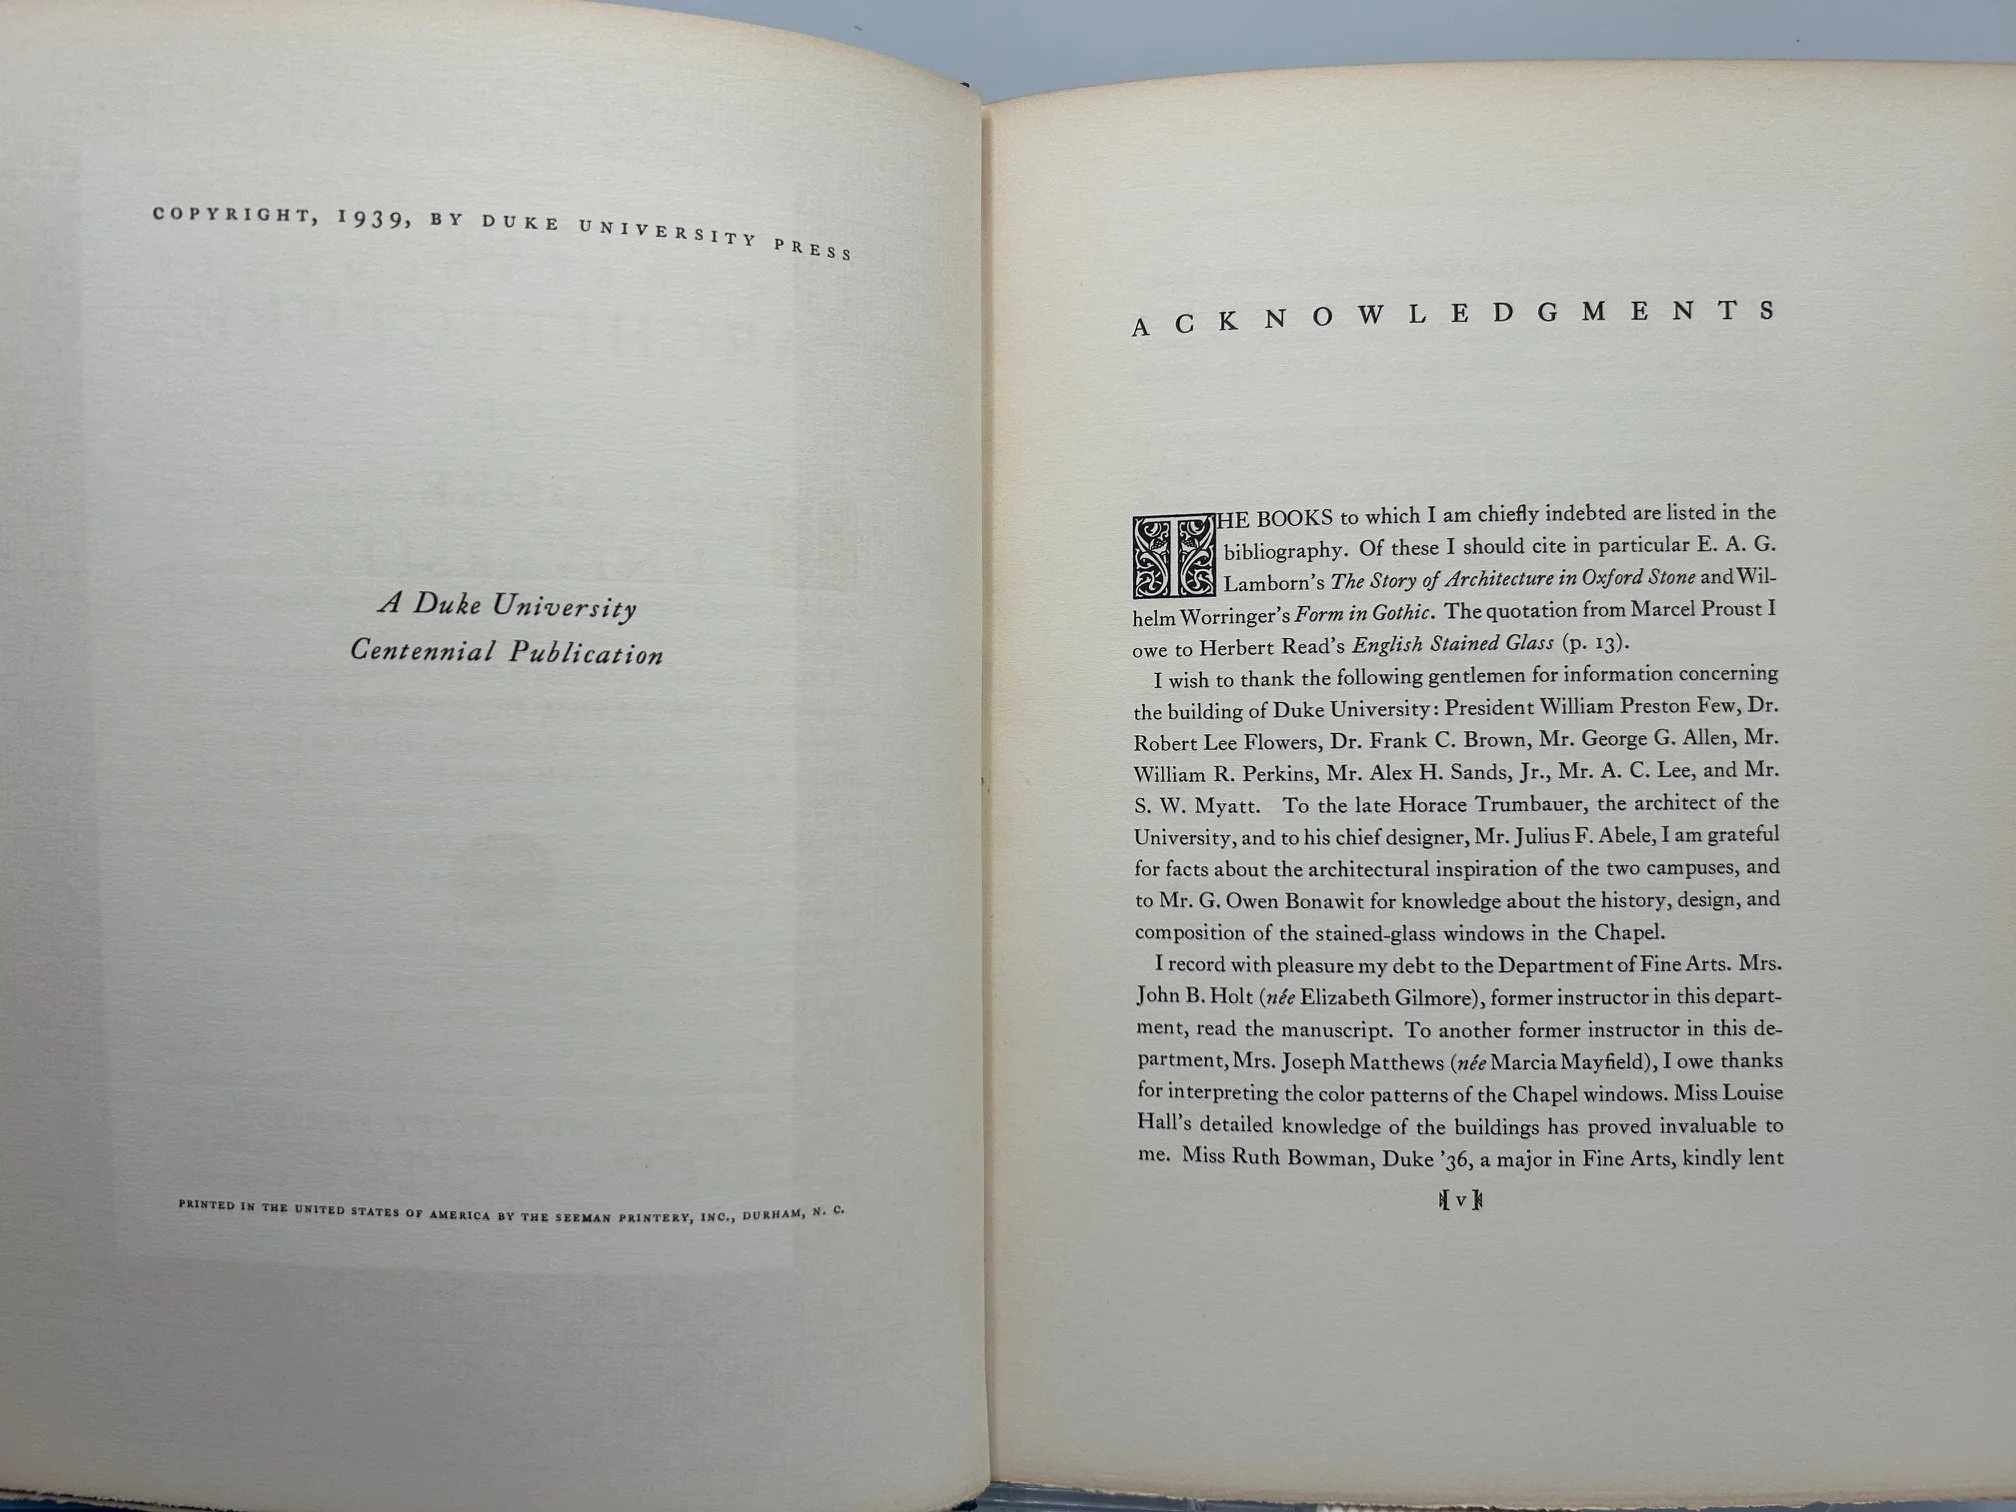 COPYRIGHT, 1939, BY DUKE UNIVERSITY PRESS
A Duke University
Centennial Publication
PRINTED IN THE UNITED STATES OF AMERICA BY THE SEEMAN PRINTERY, INC., DURHAM, N. C.
ACKNOWLEDGMENTS
THE BOOKS to which I am chiefly indebted are listed in the
bibliography. Of these I should cite in particular E. A. G.
Lamborn's The Story of Architecture in Oxford Stone and Wil-
helm Worringer's Form in Gothic. The quotation from Marcel Proust I
owe to Herbert Read's English Stained Glass (p. 13).
I wish to thank the following gentlemen for information concerning
the building of Duke University: President William Preston Few, Dr.
Robert Lee Flowers, Dr. Frank C. Brown, Mr. George G. Allen, Mr.
William R. Perkins, Mr. Alex H. Sands, Jr., Mr. A. C. Lee, and Mr.
S. W. Myatt. To the late Horace Trumbauer, the architect of the
University, and to his chief designer, Mr. Julius F. Abele, I am grateful
for facts about the architectural inspiration of the two campuses, and
to Mr. G. Owen Bonawit for knowledge about the history, design, and
composition of the stained-glass windows in the Chapel.
I record with pleasure my debt to the Department of Fine Arts. Mrs.
John B. Holt (née Elizabeth Gilmore), former instructor in this depart-
ment, read the manuscript. To another former instructor in this de-
partment, Mrs. Joseph Matthews (née Marcia Mayfield), I owe thanks
for interpreting the color patterns of the Chapel windows. Miss Louise
Hall's detailed knowledge of the buildings has proved invaluable to
me. Miss Ruth Bowman, Duke '36, a major in Fine Arts, kindly lent
[v]